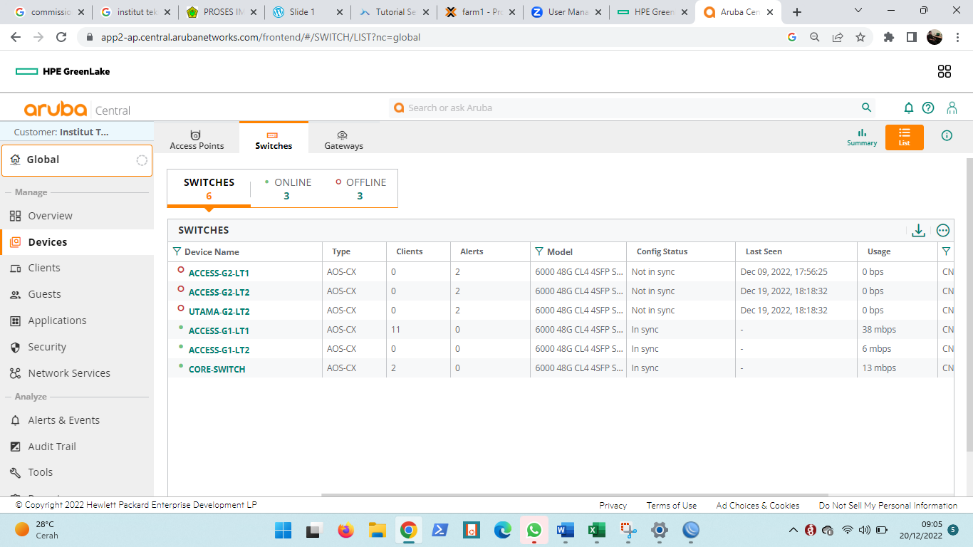 commissio
institut tek
PROSES IM
Slide 1
Tutorial Se
farm1 - Pr
User Mana
HPE Green
Aruba Cen
app2-ap.central.arubanetworks.com/frontend/#/SWITCH/LIST?nc=global
HPE GreenLake
aruba Central
Search or ask Aruba
Customer: Institut T...
Global
Manage
Overview
Devices
Clients
Guests
Applications
Security
Network Services
Analyze
Alerts & Events
Audit Trail
Tools
Access Points
Switches
Gateways
Summary
List
SWITCHES ONLINE OFFLINE
6 3 3
SWITCHES
Device Name Type Clients Alerts Model Config Status Last Seen Usage
ACCESS-G2-LT1 AOS-CX 0 2 6000 48G CL4 4SFP S... Not in sync Dec 09, 2022, 17:56:25 0 bps CN
ACCESS-G2-LT2 AOS-CX 0 2 6000 48G CL4 4SFP S... Not in sync Dec 19, 2022, 18:18:32 0 bps CN
UTAMA-G2-LT2 AOS-CX 0 2 6000 48G CL4 4SFP S... Not in sync Dec 19, 2022, 18:18:32 0 bps CN
ACCESS-G1-LT1 AOS-CX 11 0 6000 48G CL4 4SFP S... In sync - 38 mbps CN
ACCESS-G1-LT2 AOS-CX 0 0 6000 48G CL4 4SFP S... In sync - 6 mbps CN
CORE-SWITCH AOS-CX 2 0 6000 48G CL4 4SFP S... In sync - 13 mbps CN
© Copyright 2022 Hewlett Packard Enterprise Development LP
Privacy Terms of Use Ad Choices & Cookies Do Not Sell My Personal Information
28°C
Cerah
09:05
20/12/2022
5